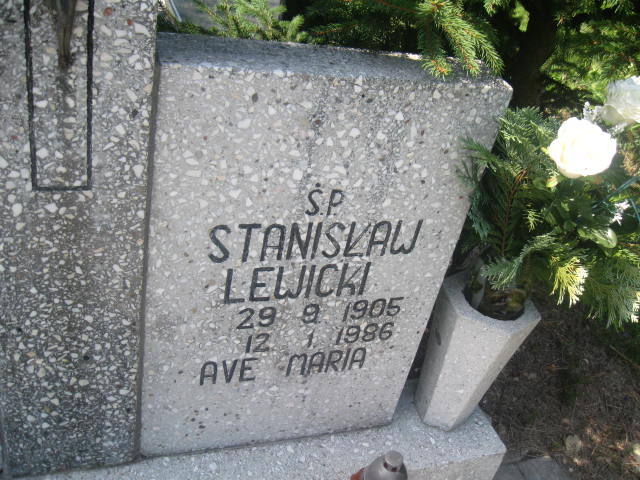 Ś.P.
STANISŁAW
LEWICKI
29 9 1905
12 1 1986
AVE MARIA